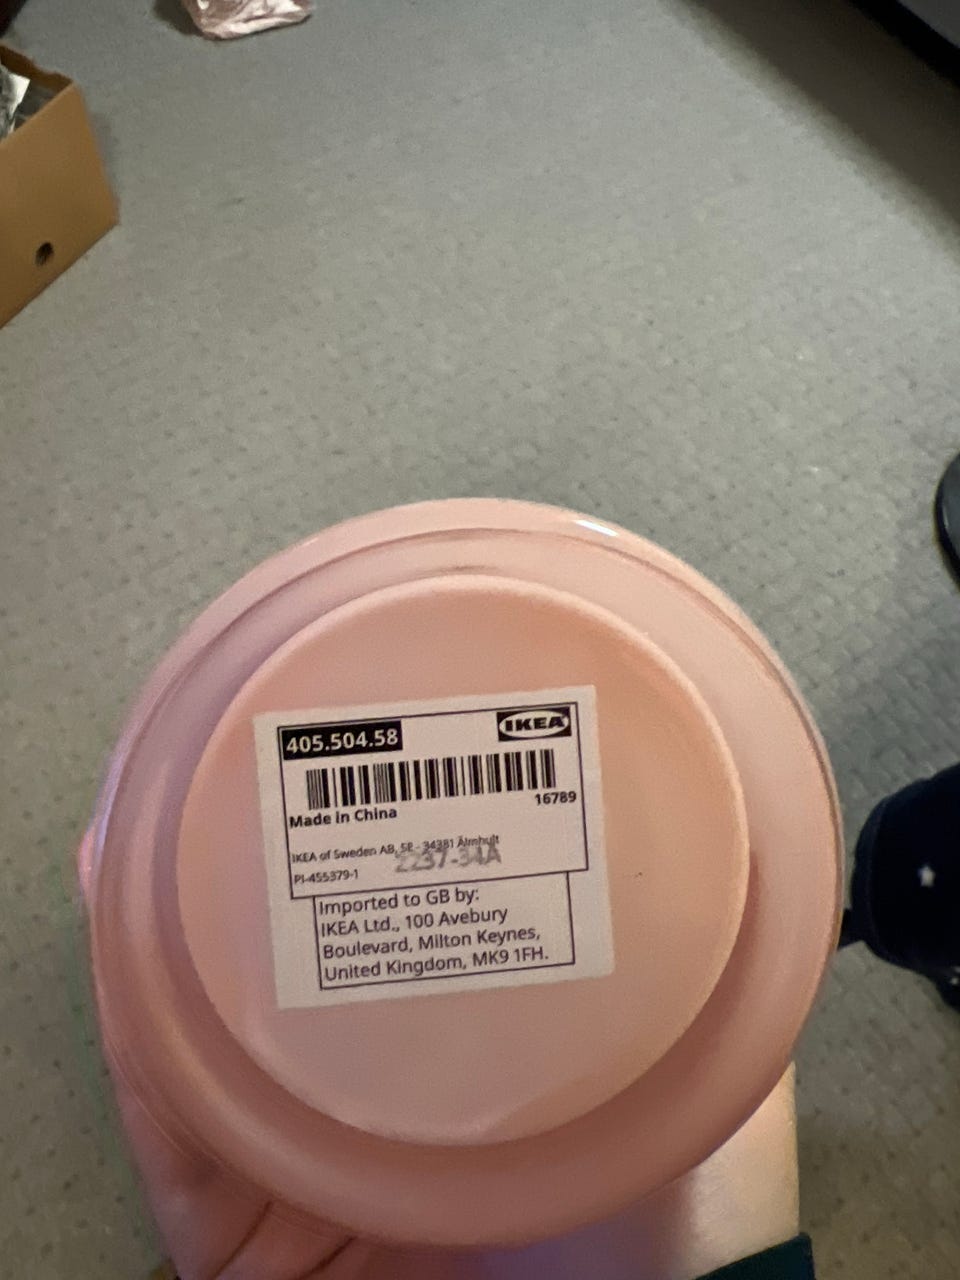 405.504.58
IKEA
16789
Made in China
IKEA of Sweden AB, SE - 34381 Älmhult
2237-34A
PI-455379-1
Imported to GB by:
IKEA Ltd., 100 Avebury
Boulevard, Milton Keynes,
United Kingdom, MK9 1FH.